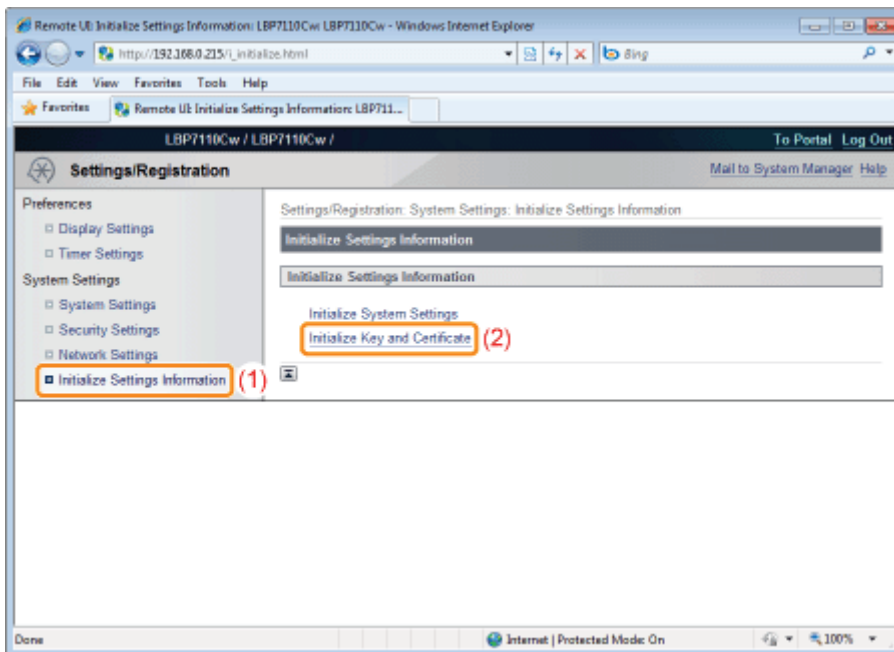 Remote UI: Initialize Settings Information: LBP7110Cw: LBP7110Cw - Windows Internet Explorer
http://192.168.0.215/i_initialize.html
Bing
File Edit View Favorites Tools Help
Favorites
Remote UI: Initialize Settings Information: LBP711...
LBP7110Cw / LBP7110Cw /
To Portal Log Out
Settings/Registration
Mail to System Manager Help
Preferences
Display Settings
Timer Settings
System Settings
System Settings
Security Settings
Network Settings
Initialize Settings Information
(1)
Settings/Registration: System Settings: Initialize Settings Information
Initialize Settings Information
Initialize Settings Information
Initialize System Settings
Initialize Key and Certificate
(2)
Done
Internet | Protected Mode: On
100%